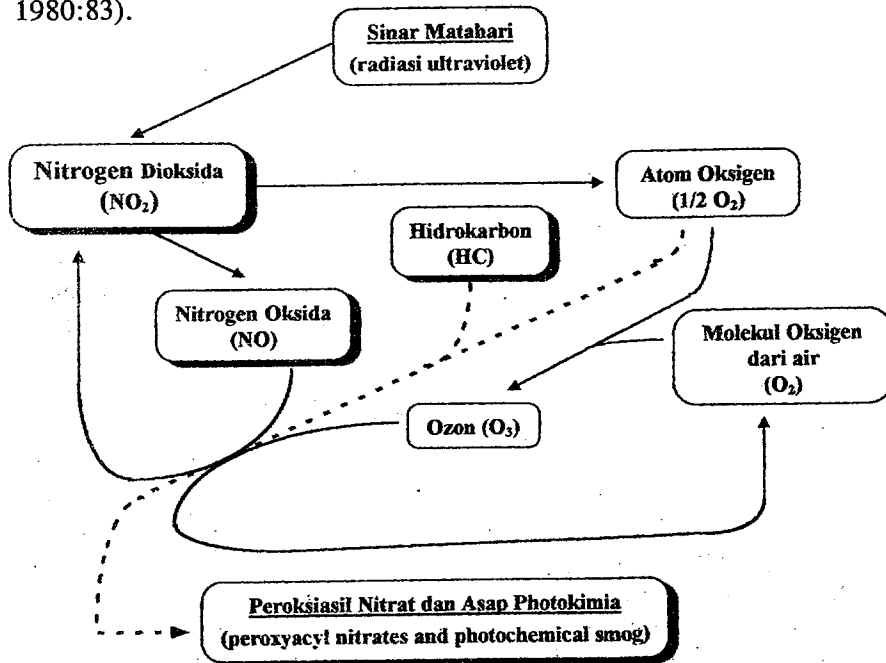 1980:83).
Sinar Matahari
(radiasi ultraviolet)
Nitrogen Dioksida
(NO₂)
Atom Oksigen
(1/2 O₂)
Hidrokarbon
(HC)
Nitrogen Oksida
(NO)
Molekul Oksigen
dari air
(O₂)
Ozon (O₃)
Peroksiasil Nitrat dan Asap Photokimia
(peroxyacyl nitrates and photochemical smog)